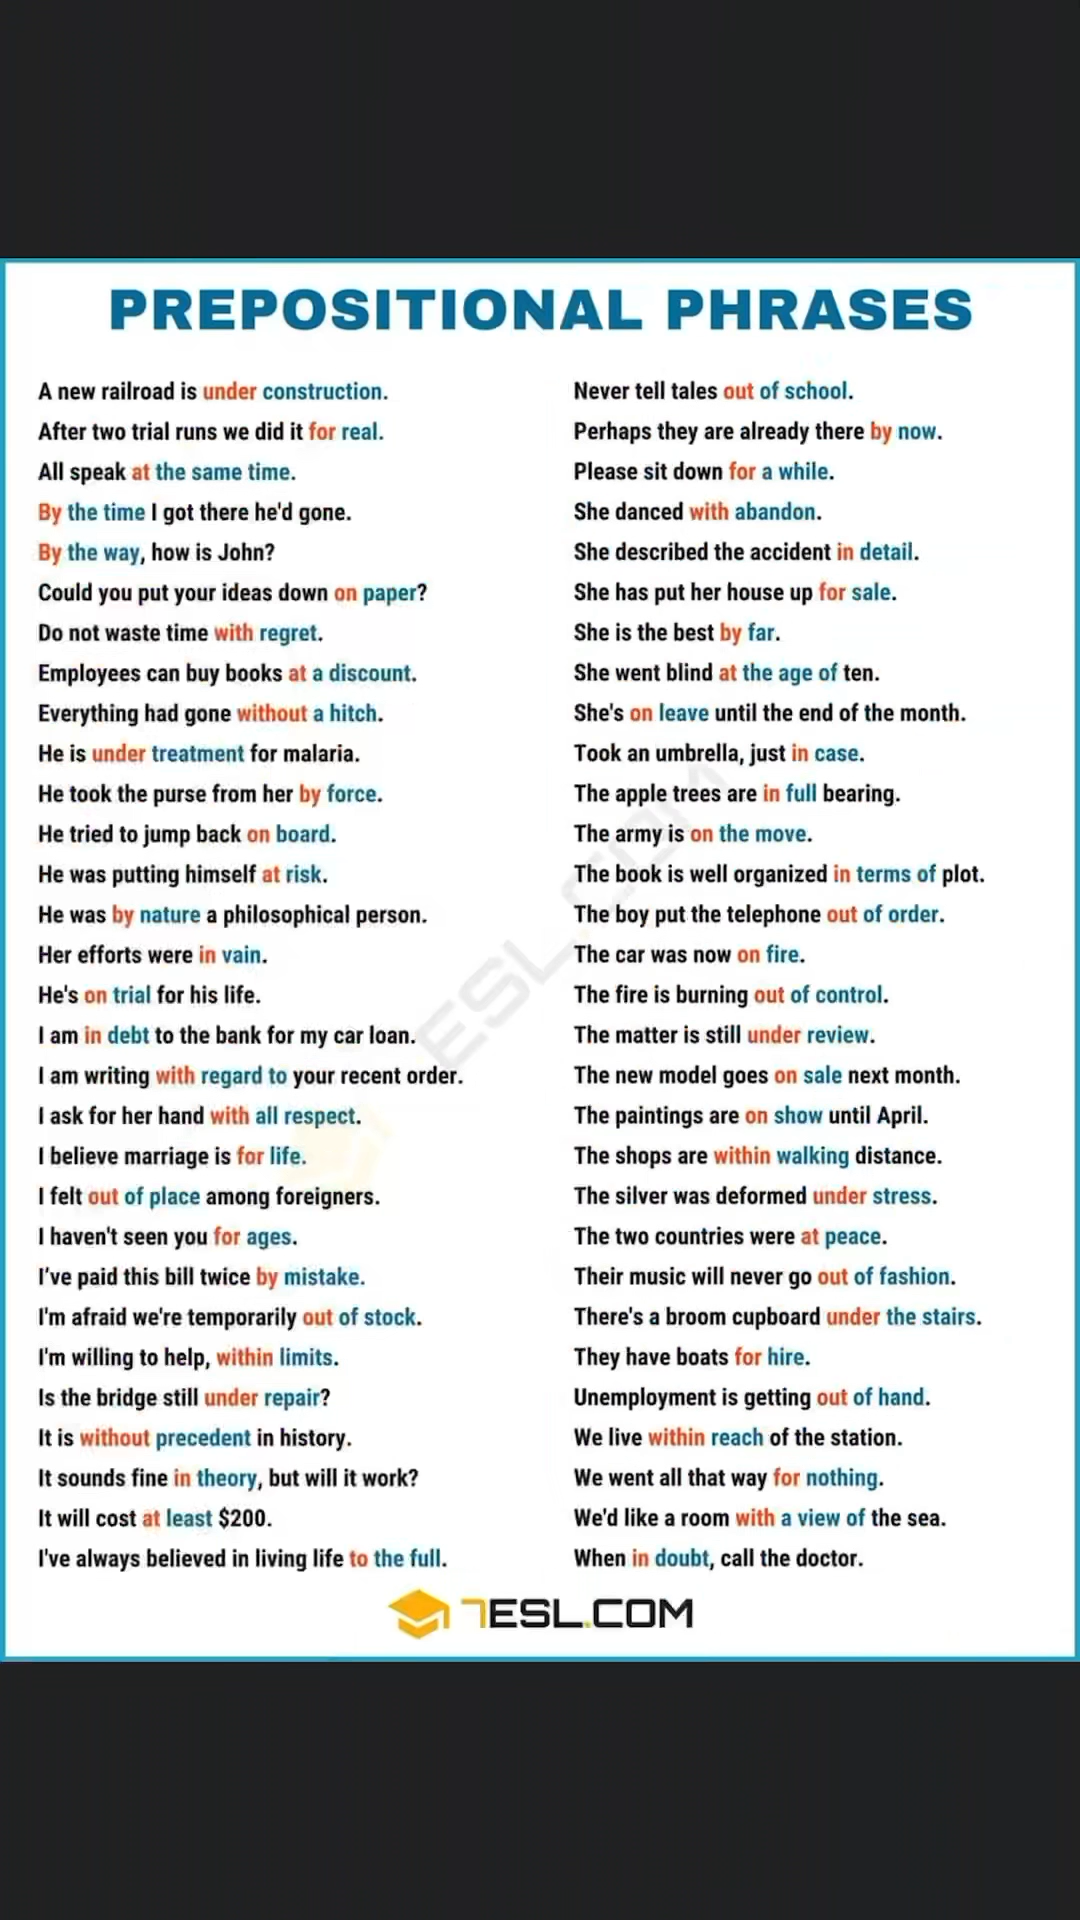 PREPOSITIONAL PHRASES
A new railroad is under construction.
After two trial runs we did it for real.
All speak at the same time.
By the time I got there he'd gone.
By the way, how is John?
Could you put your ideas down on paper?
Do not waste time with regret.
Employees can buy books at a discount.
Everything had gone without a hitch.
He is under treatment for malaria.
He took the purse from her by force.
He tried to jump back on board.
He was putting himself at risk.
He was by nature a philosophical person.
Her efforts were in vain.
He's on trial for his life.
I am in debt to the bank for my car loan.
I am writing with regard to your recent order.
I ask for her hand with all respect.
I believe marriage is for life.
I felt out of place among foreigners.
I haven't seen you for ages.
I’ve paid this bill twice by mistake.
I'm afraid we're temporarily out of stock.
I'm willing to help, within limits.
Is the bridge still under repair?
It is without precedent in history.
It sounds fine in theory, but will it work?
It will cost at least $200.
I've always believed in living life to the full.
Never tell tales out of school.
Perhaps they are already there by now.
Please sit down for a while.
She danced with abandon.
She described the accident in detail.
She has put her house up for sale.
She is the best by far.
She went blind at the age of ten.
She's on leave until the end of the month.
Took an umbrella, just in case.
The apple trees are in full bearing.
The army is on the move.
The book is well organized in terms of plot.
The boy put the telephone out of order.
The car was now on fire.
The fire is burning out of control.
The matter is still under review.
The new model goes on sale next month.
The paintings are on show until April.
The shops are within walking distance.
The silver was deformed under stress.
The two countries were at peace.
Their music will never go out of fashion.
There's a broom cupboard under the stairs.
They have boats for hire.
Unemployment is getting out of hand.
We live within reach of the station.
We went all that way for nothing.
We'd like a room with a view of the sea.
When in doubt, call the doctor.
ESL.COM
7ESL.COM